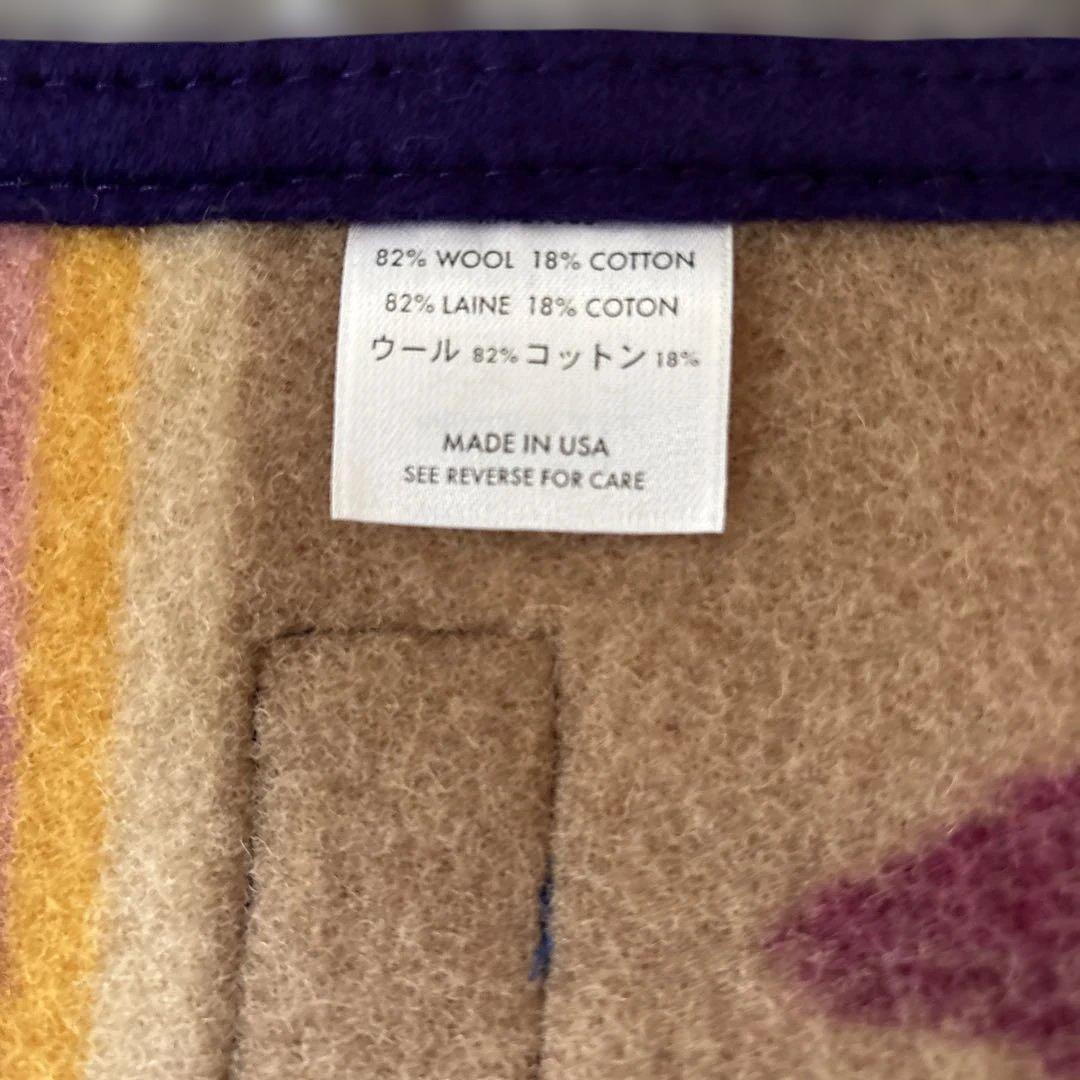 82% WOOL 18% COTTON
82% LAINE 18% COTON
ウール 82% コットン 18%
MADE IN USA
SEE REVERSE FOR CARE